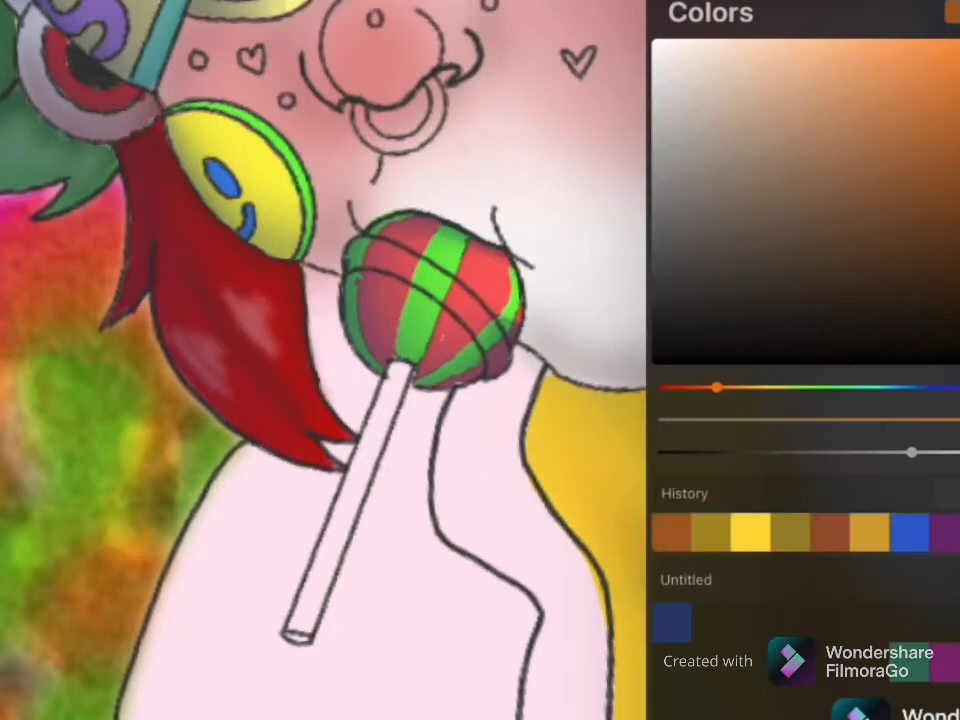 Colors
History
Untitled
Created with
Wondershare
FilmoraGo